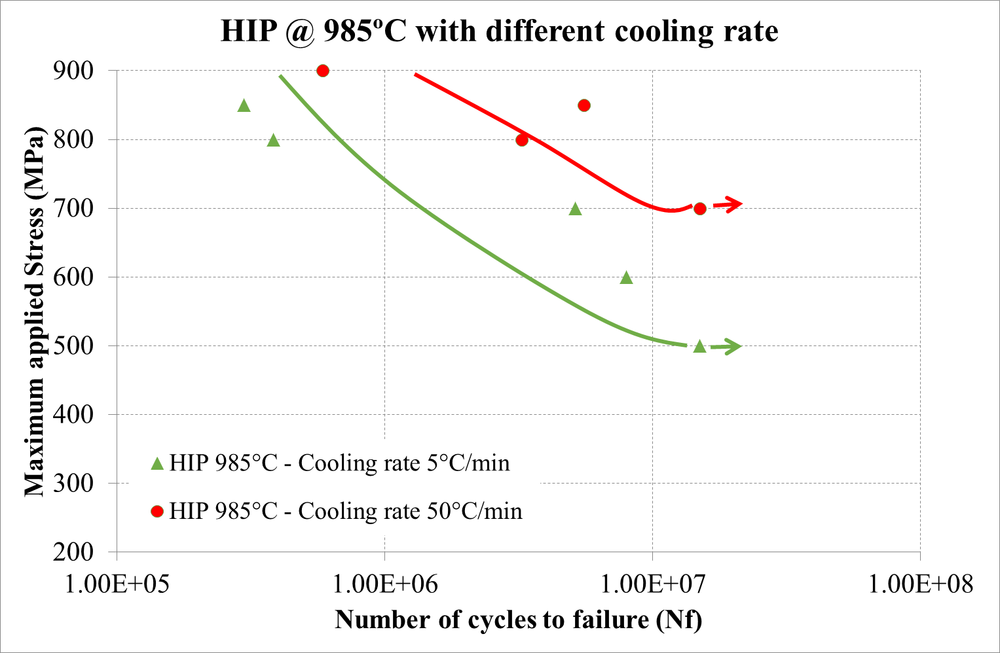 HIP @ 985ºC with different cooling rate
900
800
700
600
500
400
300
200
Maximum applied Stress (MPa)
HIP 985°C - Cooling rate 5°C/min
HIP 985°C - Cooling rate 50°C/min
1.00E+05 1.00E+06 1.00E+07 1.00E+08
Number of cycles to failure (Nf)